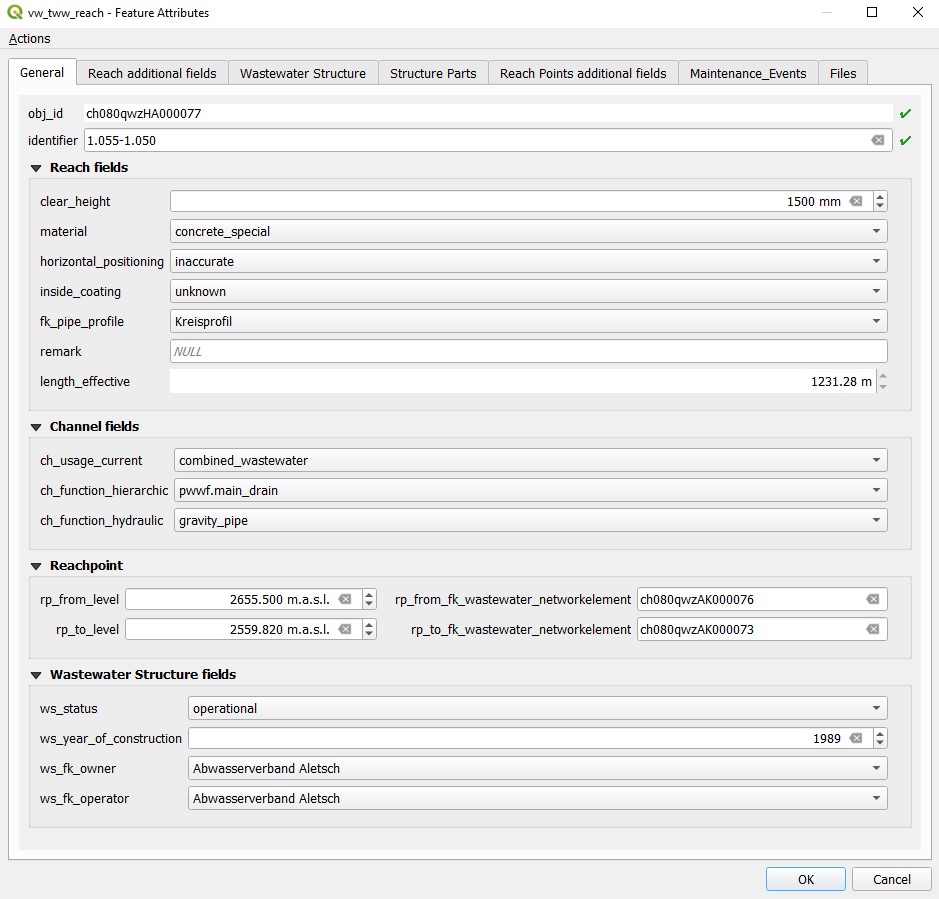 vw_tww_reach - Feature Attributes
Actions
General Reach additional fields Wastewater Structure Structure Parts Reach Points additional fields Maintenance_Events Files
obj_id ch080qwzHA000077
identifier 1.055-1.050
Reach fields
clear_height 1500 mm
material concrete_special
horizontal_positioning inaccurate
inside_coating unknown
fk_pipe_profile Kreisprofil
remark NULL
length_effective 1231.28 m
Channel fields
ch_usage_current combined_wastewater
ch_function_hierarchic pwwf.main_drain
ch_function_hydraulic gravity_pipe
Reachpoint
rp_from_level 2655.500 m.a.s.l. rp_from_fk_wastewater_networkelement ch080qwzAK000076
rp_to_level 2559.820 m.a.s.l. rp_to_fk_wastewater_networkelement ch080qwzAK000073
Wastewater Structure fields
ws_status operational
ws_year_of_construction 1989
ws_fk_owner Abwasserverband Aletsch
ws_fk_operator Abwasserverband Aletsch
OK Cancel